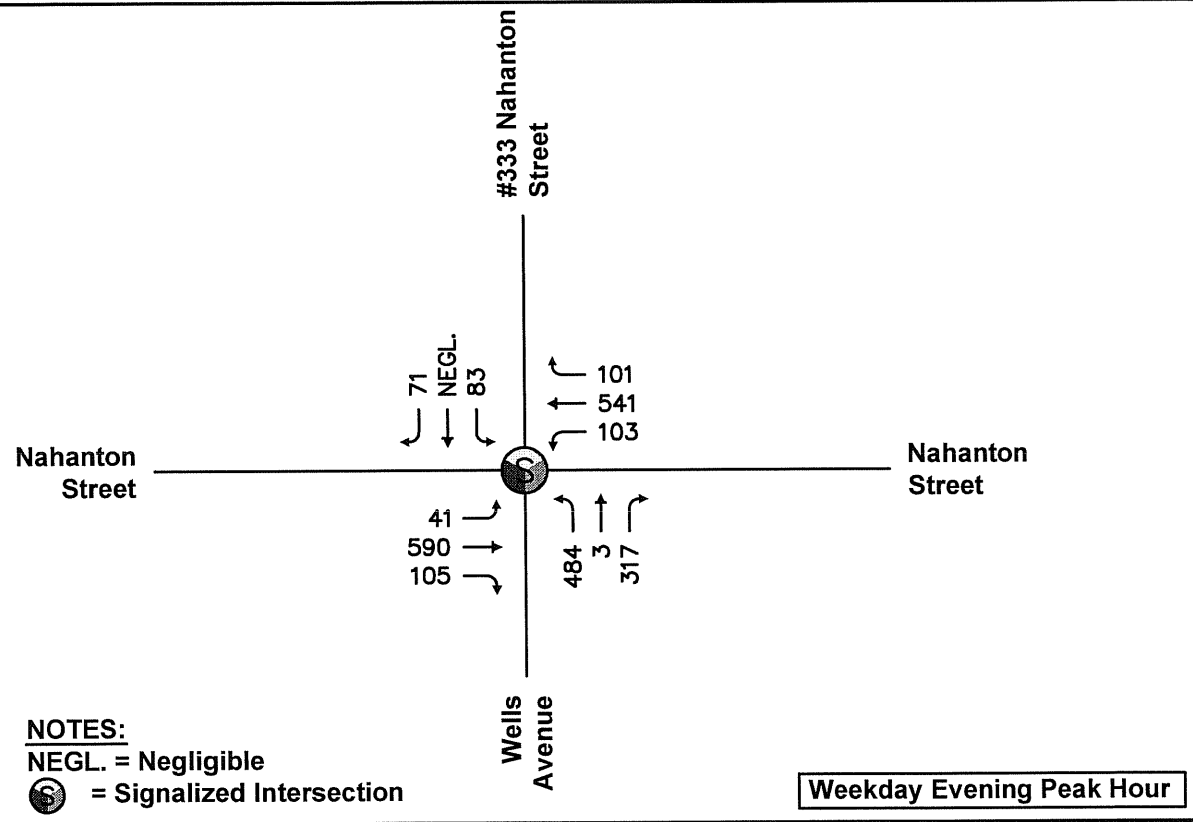 #333 Nahanton
Street
71
NEGL.
83
101
541
103
Nahanton
Street
Nahanton
Street
S
41
590
105
484
3
317
Wells
Avenue
NOTES:
NEGL. = Negligible
S = Signalized Intersection
Weekday Evening Peak Hour